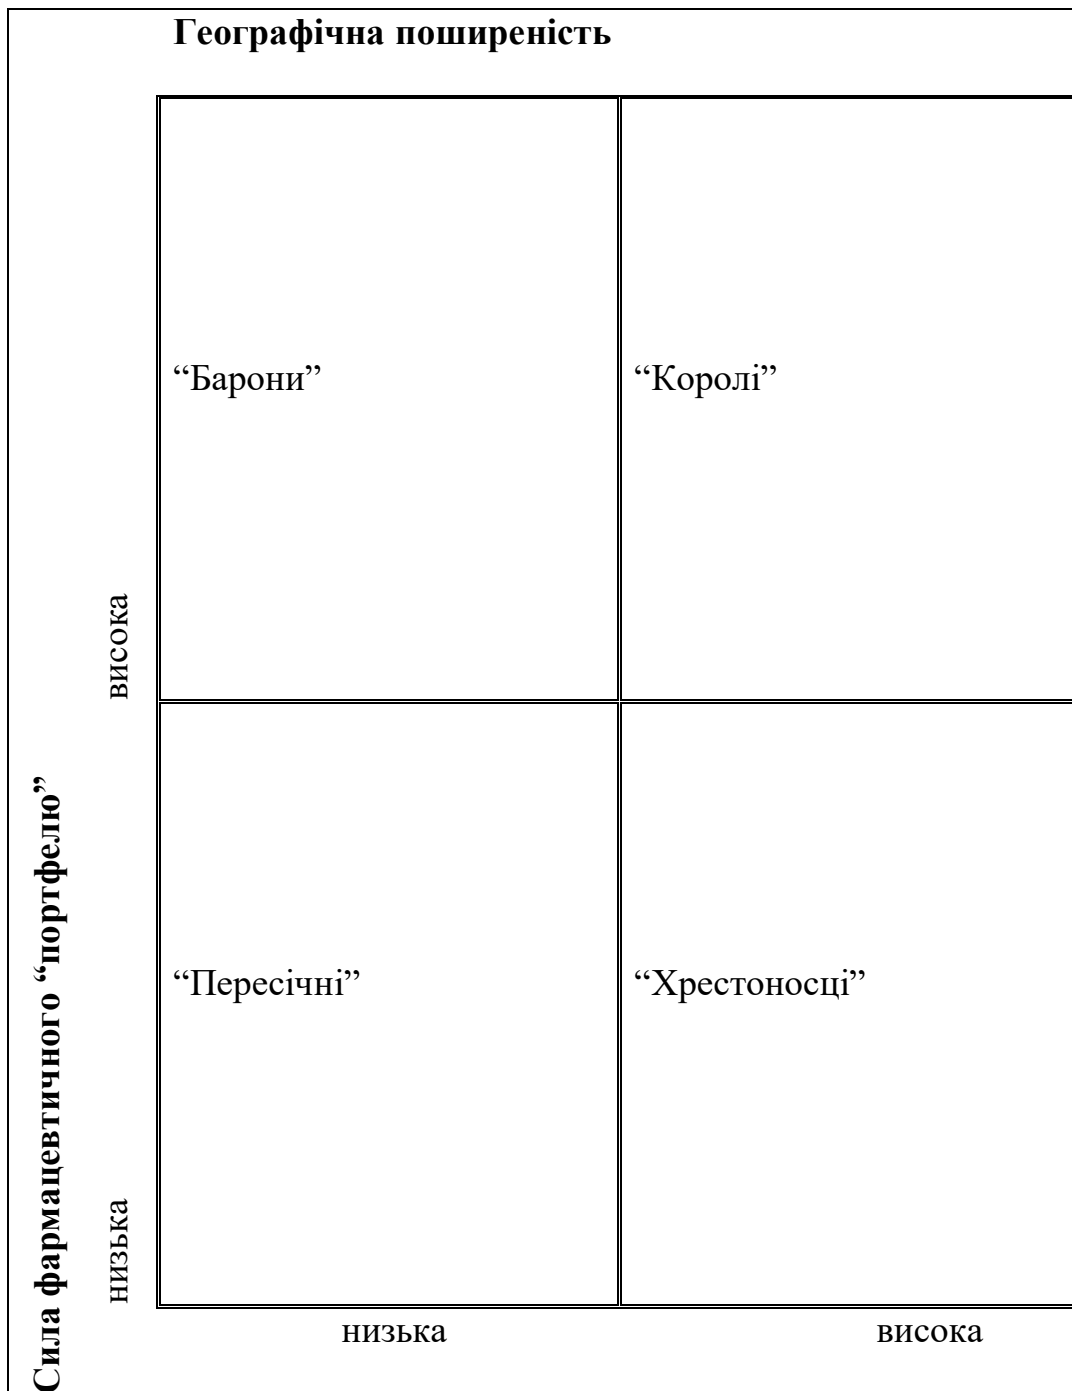 Географічна поширеність
“Барони”
“Королі”
висока
“Пересічні”
“Хрестоносці”
Сила фармацевтичного “портфелю”
низька
низька
висока